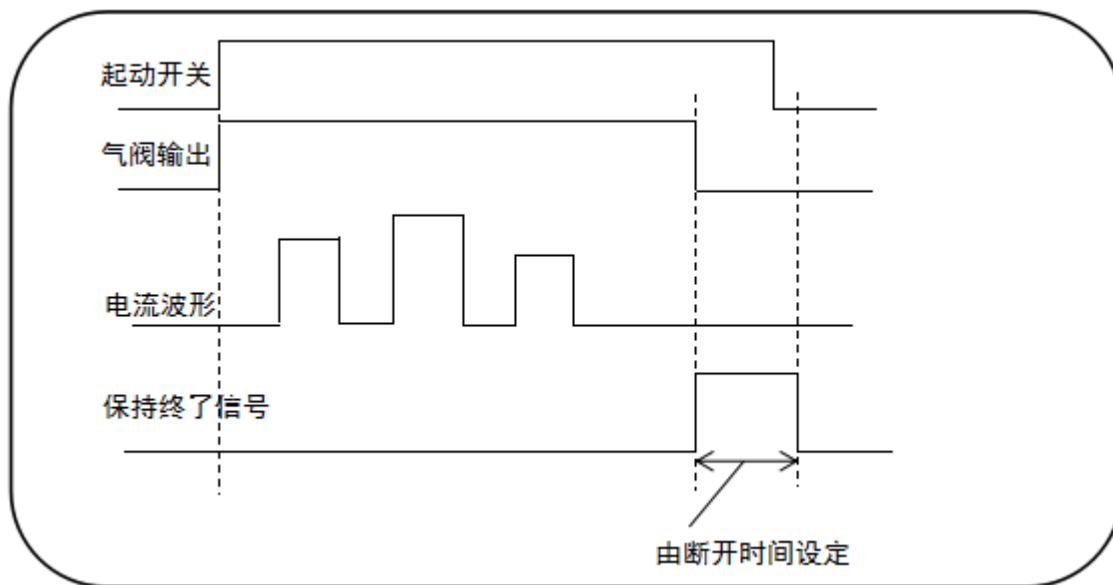 起动开关
气阀输出
电流波形
保持终了信号
由断开时间设定